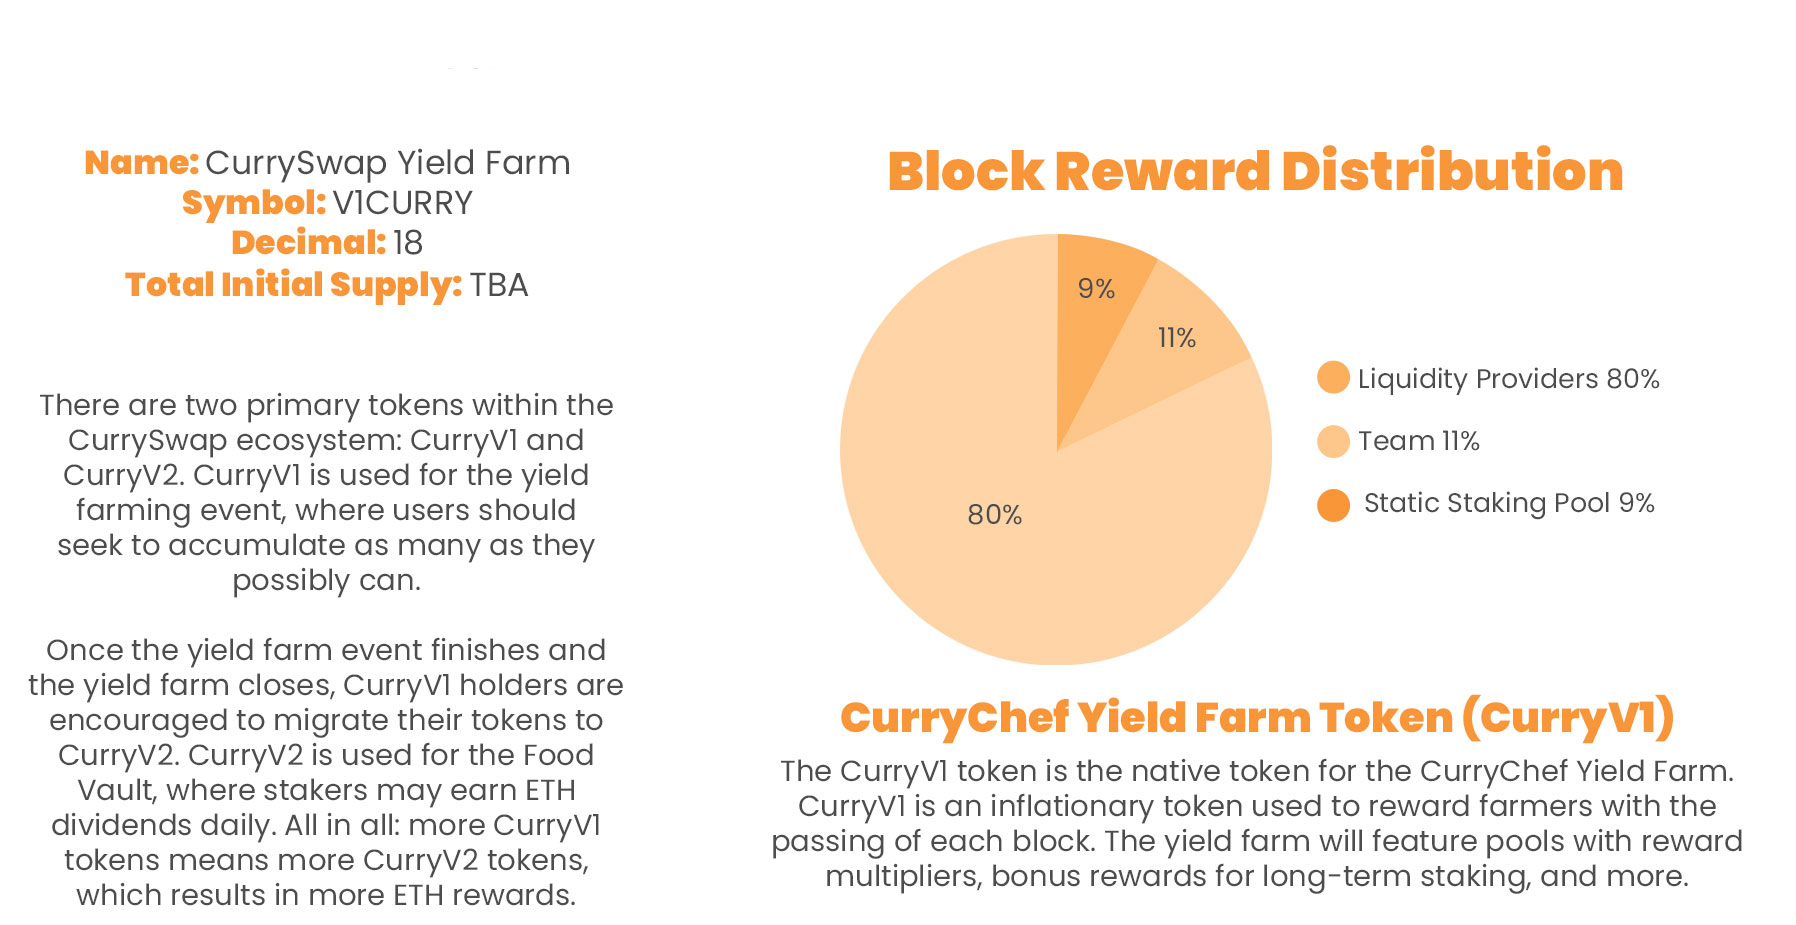 Name: CurrySwap Yield Farm
Symbol: V1CURRY
Decimal: 18
Total Initial Supply: TBA
There are two primary tokens within the
CurrySwap ecosystem: CurryV1 and
CurryV2. CurryV1 is used for the yield
farming event, where users should
seek to accumulate as many as they
possibly can.
Once the yield farm event finishes and
the yield farm closes, CurryV1 holders are
encouraged to migrate their tokens to
CurryV2. CurryV2 is used for the Food
Vault, where stakers may earn ETH
dividends daily. All in all: more CurryV1
tokens means more CurryV2 tokens,
which results in more ETH rewards.
Block Reward Distribution
9%
11%
80%
Liquidity Providers 80%
Team 11%
Static Staking Pool 9%
CurryChef Yield Farm Token (CurryV1)
The CurryV1 token is the native token for the CurryChef Yield Farm.
CurryV1 is an inflationary token used to reward farmers with the
passing of each block. The yield farm will feature pools with reward
multipliers, bonus rewards for long-term staking, and more.